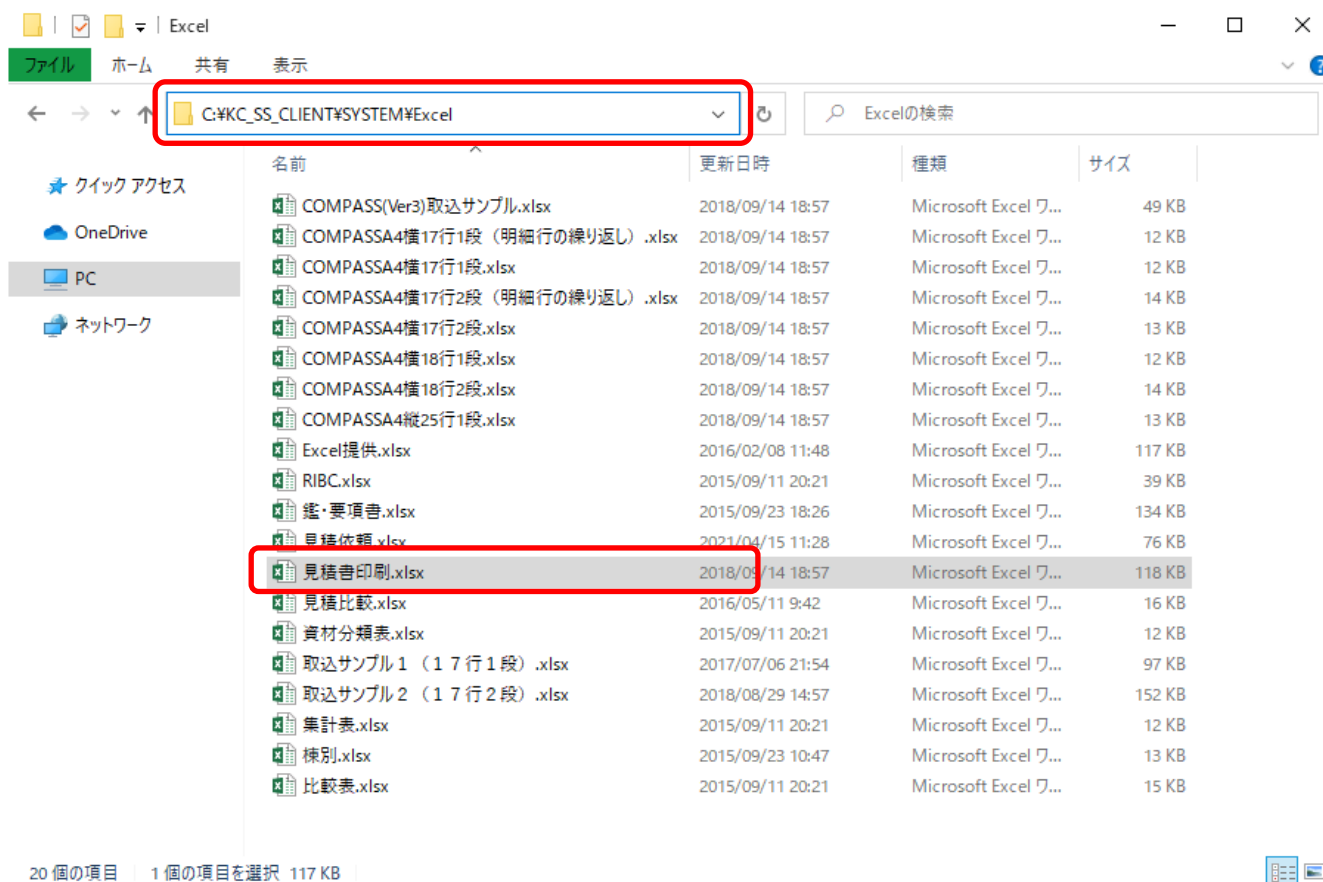 Excel
ファイル ホーム 共有 表示
C:¥KC_SS_CLIENT¥SYSTEM¥Excel Excelの検索
名前 更新日時 種類 サイズ
クイック アクセス
OneDrive
PC
ネットワーク
COMPASS(Ver3)取込サンプル.xlsx 2018/09/14 18:57 Microsoft Excel ワ... 49 KB
COMPASSA4横17行1段（明細行の繰り返し）.xlsx 2018/09/14 18:57 Microsoft Excel ワ... 12 KB
COMPASSA4横17行1段.xlsx 2018/09/14 18:57 Microsoft Excel ワ... 12 KB
COMPASSA4横17行2段（明細行の繰り返し）.xlsx 2018/09/14 18:57 Microsoft Excel ワ... 14 KB
COMPASSA4横17行2段.xlsx 2018/09/14 18:57 Microsoft Excel ワ... 13 KB
COMPASSA4横18行1段.xlsx 2018/09/14 18:57 Microsoft Excel ワ... 12 KB
COMPASSA4横18行2段.xlsx 2018/09/14 18:57 Microsoft Excel ワ... 14 KB
COMPASSA4縦25行1段.xlsx 2018/09/14 18:57 Microsoft Excel ワ... 13 KB
Excel提供.xlsx 2016/02/08 11:48 Microsoft Excel ワ... 117 KB
RIBC.xlsx 2015/09/11 20:21 Microsoft Excel ワ... 39 KB
鑑・要項書.xlsx 2015/09/23 18:26 Microsoft Excel ワ... 134 KB
見積依頼.xlsx 2021/04/15 11:28 Microsoft Excel ワ... 76 KB
見積書印刷.xlsx 2018/09/14 18:57 Microsoft Excel ワ... 118 KB
見積比較.xlsx 2016/05/11 9:42 Microsoft Excel ワ... 16 KB
資材分類表.xlsx 2015/09/11 20:21 Microsoft Excel ワ... 12 KB
取込サンプル１（１７行１段）.xlsx 2017/07/06 21:54 Microsoft Excel ワ... 97 KB
取込サンプル２（１７行２段）.xlsx 2018/08/29 14:57 Microsoft Excel ワ... 152 KB
集計表.xlsx 2015/09/11 20:21 Microsoft Excel ワ... 12 KB
棟別.xlsx 2015/09/23 10:47 Microsoft Excel ワ... 13 KB
比較表.xlsx 2015/09/11 20:21 Microsoft Excel ワ... 15 KB
20 個の項目 1 個の項目を選択 117 KB